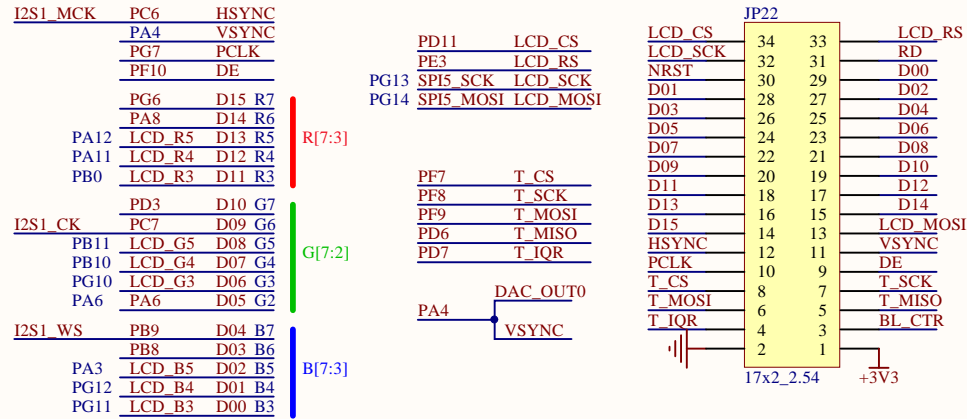 I2S1_MCK PC6 HSYNC
PA4 VSYNC
PG7 PCLK
PF10 DE
PG6 D15 R7
PA8 D14 R6
PA12 LCD_R5 D13 R5
PA11 LCD_R4 D12 R4
PB0 LCD_R3 D11 R3
R[7:3]
PD3 D10 G7
I2S1_CK PC7 D09 G6
PB11 LCD_G5 D08 G5
PB10 LCD_G4 D07 G4
PG10 LCD_G3 D06 G3
PA6 PA6 D05 G2
G[7:2]
I2S1_WS PB9 D04 B7
PB8 D03 B6
PA3 LCD_B5 D02 B5
PG12 LCD_B4 D01 B4
PG11 LCD_B3 D00 B3
B[7:3]
PD11 LCD_CS
PE3 LCD_RS
PG13 SPI5_SCK LCD_SCK
PG14 SPI5_MOSI LCD_MOSI
PF7 T_CS
PF8 T_SCK
PF9 T_MOSI
PD6 T_MISO
PD7 T_IQR
DAC_OUT0
PA4
VSYNC
JP22
LCD_CS 34 33 LCD_RS
LCD_SCK 32 31 RD
NRST 30 29 D00
D01 28 27 D02
D03 26 25 D04
D05 24 23 D06
D07 22 21 D08
D09 20 19 D10
D11 18 17 D12
D13 16 15 D14
D15 14 13 LCD_MOSI
HSYNC 12 11 VSYNC
PCLK 10 9 DE
T_CS 8 7 T_SCK
T_MOSI 6 5 T_MISO
T_IQR 4 3 BL_CTR
2 1
17x2_2.54 +3V3